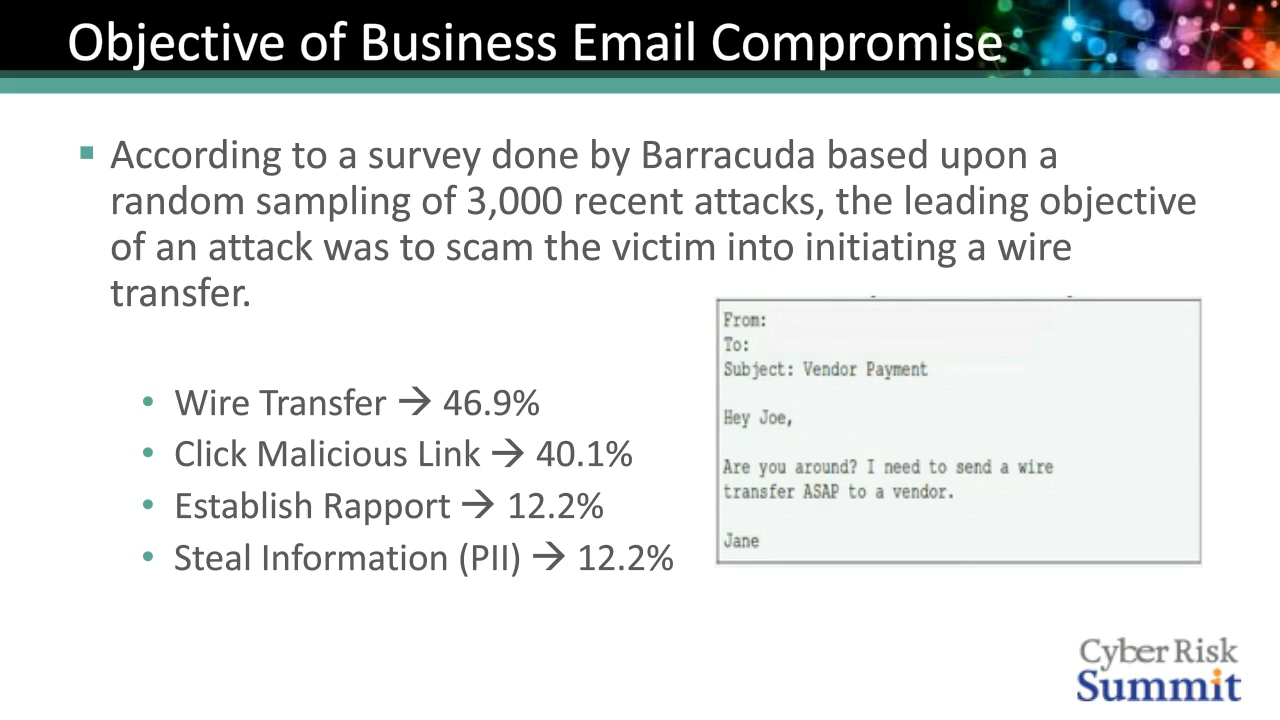 Objective of Business Email Compromise
▪ According to a survey done by Barracuda based upon a
random sampling of 3,000 recent attacks, the leading objective
of an attack was to scam the victim into initiating a wire
transfer.
• Wire Transfer → 46.9%
• Click Malicious Link → 40.1%
• Establish Rapport → 12.2%
• Steal Information (PII) → 12.2%
From:
To:
Subject: Vendor Payment
Hey Joe,
Are you around? I need to send a wire
transfer ASAP to a vendor.
Jane
Cyber Risk
Summit